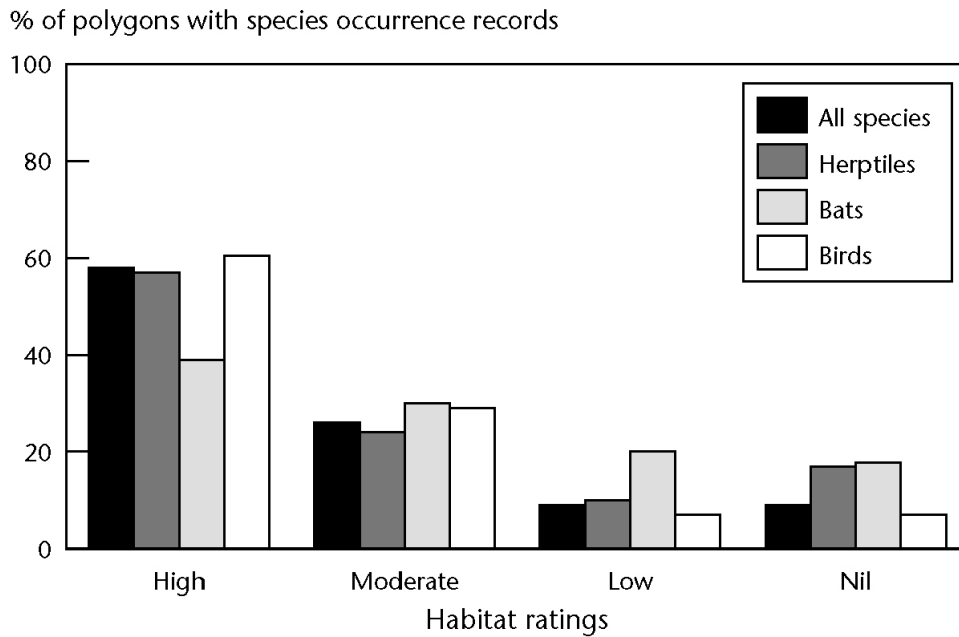 % of polygons with species occurrence records
100
80
60
40
20
0
All species
Herptiles
Bats
Birds
High Moderate Low Nil
Habitat ratings